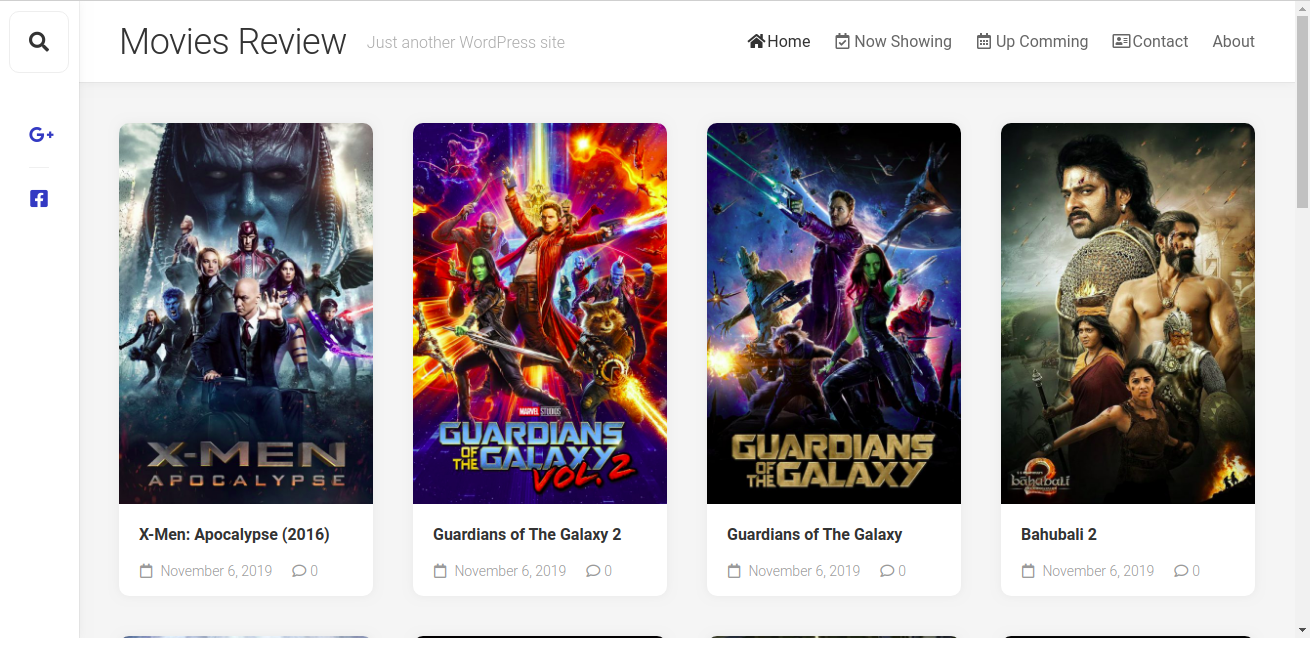 Movies Review
Just another WordPress site
Home
Now Showing
Up Comming
Contact
About
G+
X-MEN
APOCALYPSE
X-Men: Apocalypse (2016)
November 6, 2019
0
MARVEL STUDIOS
GUARDIANS
OF THE GALAXY
VOL. 2
Guardians of The Galaxy 2
November 6, 2019
0
GUARDIANS
OF THE GALAXY
Guardians of The Galaxy
November 6, 2019
0
2
bāhubali
Bahubali 2
November 6, 2019
0